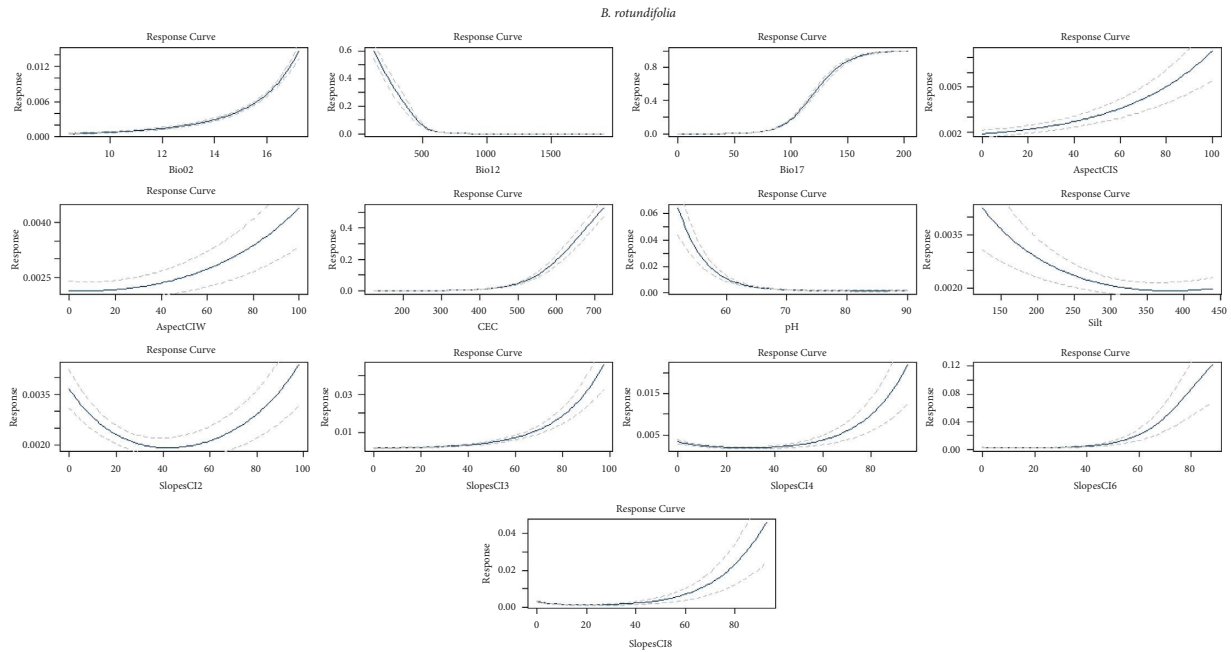 B. rotundifolia
Response Curve Response Curve Response Curve Response Curve
Response
0.012
0.006
0.000
10 12 14 16
Bio02
Response
0.6
0.4
0.2
0.0
500 1000 1500
Bio12
Response
0.8
0.4
0.0
0 50 100 150 200
Bio17
Response
0.005
0.002
0 20 40 60 80 100
AspectCIS
Response Curve Response Curve Response Curve Response Curve
Response
0.0040
0.0025
0 20 40 60 80 100
AspectCIW
Response
0.4
0.2
0.0
200 300 400 500 600 700
CEC
Response
0.06
0.04
0.02
0.00
60 70 80 90
pH
Response
0.0035
0.0020
150 200 250 300 350 400 450
Silt
Response Curve Response Curve Response Curve Response Curve
Response
0.0035
0.0020
0 20 40 60 80 100
SlopesCI2
Response
0.03
0.01
0 20 40 60 80 100
SlopesCI3
Response
0.015
0.005
0 20 40 60 80
SlopesCI4
Response
0.12
0.08
0.04
0.00
0 20 40 60 80
SlopesCI6
Response Curve
Response
0.04
0.02
0.00
0 20 40 60 80
SlopesCI8